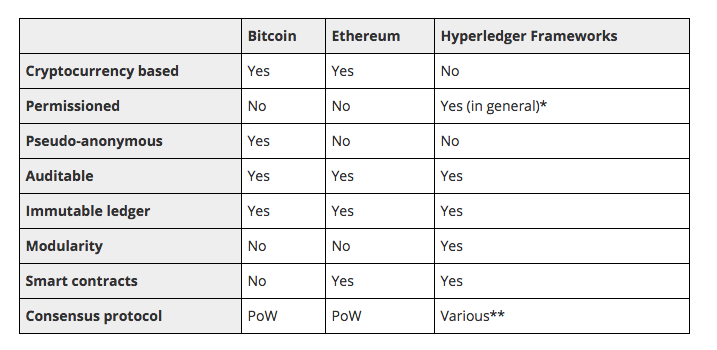 Bitcoin Ethereum Hyperledger Frameworks
Cryptocurrency based Yes Yes No
Permissioned No No Yes (in general)*
Pseudo-anonymous Yes No No
Auditable Yes Yes Yes
Immutable ledger Yes Yes Yes
Modularity No No Yes
Smart contracts No Yes Yes
Consensus protocol PoW PoW Various**